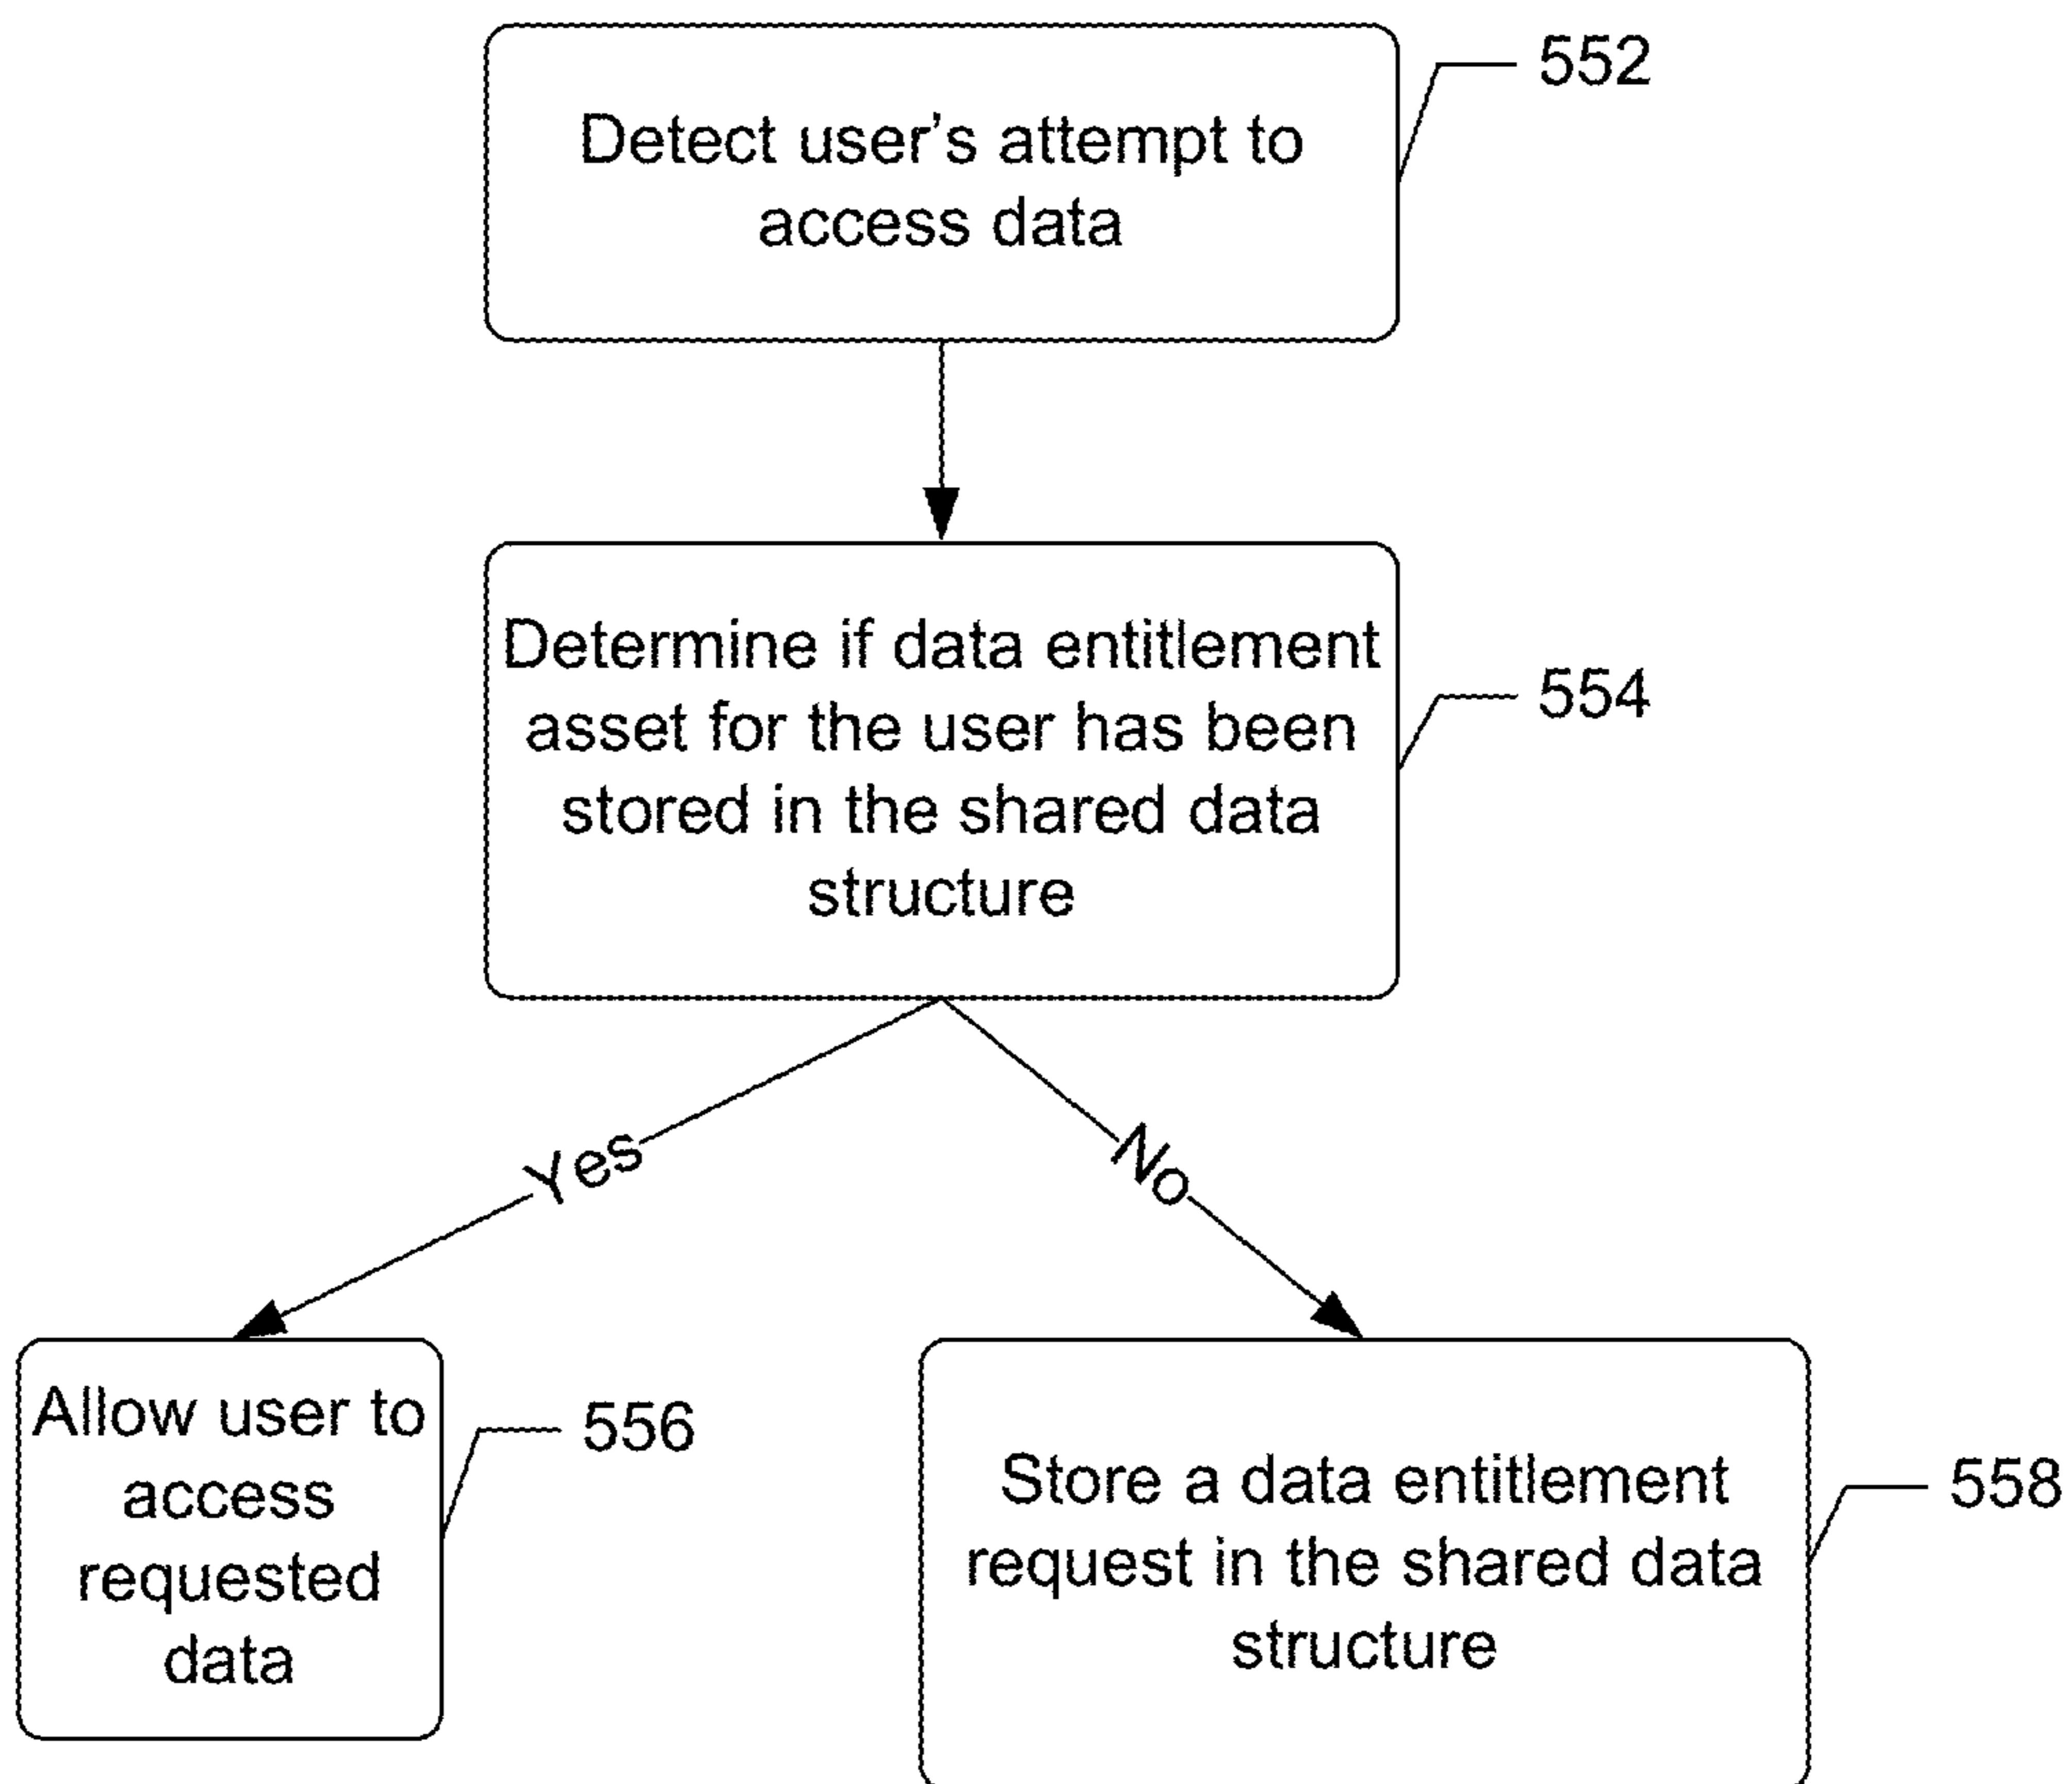 Detect user's attempt to
access data
552
Determine if data entitlement
asset for the user has been
stored in the shared data
structure
554
Yes
No
Allow user to
access
requested
data
556
Store a data entitlement
request in the shared data
structure
558